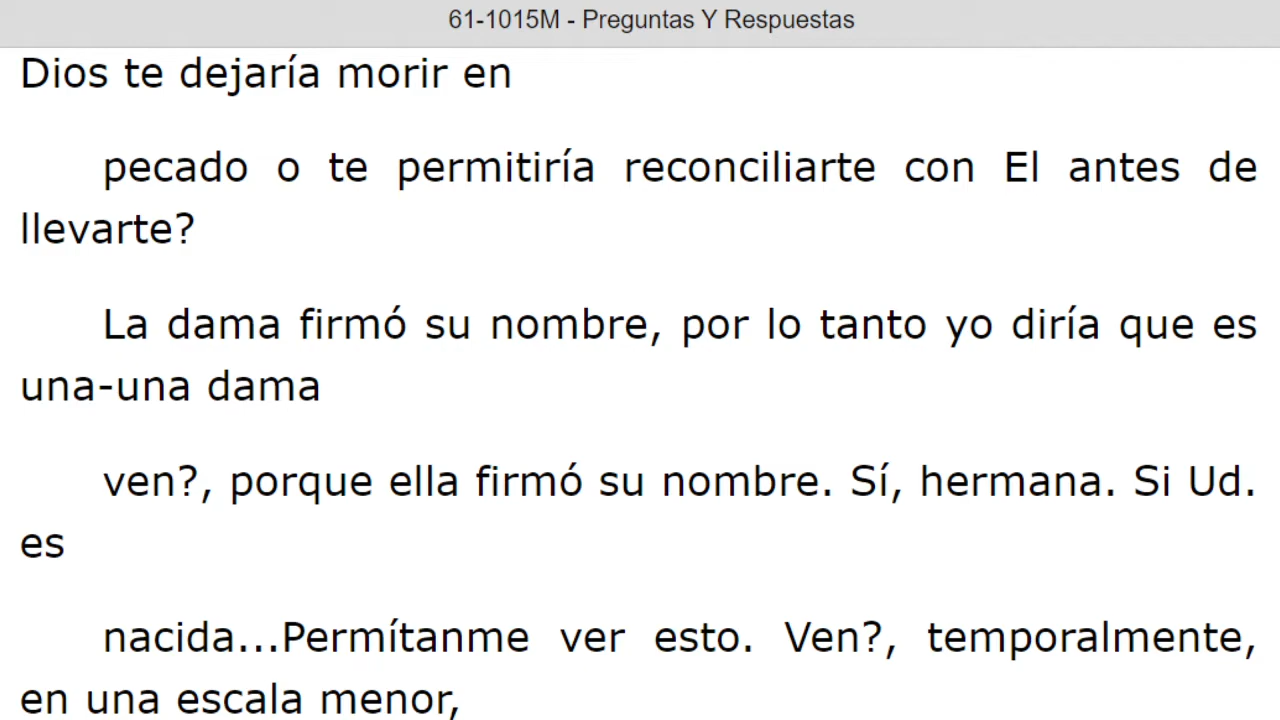 61-1015M - Preguntas Y Respuestas
Dios te dejaría morir en
pecado o te permitiría reconciliarte con El antes de
llevarte?
La dama firmó su nombre, por lo tanto yo diría que es
una-una dama
ven?, porque ella firmó su nombre. Sí, hermana. Si Ud.
es
nacida...Permítanme ver esto. Ven?, temporalmente,
en una escala menor,